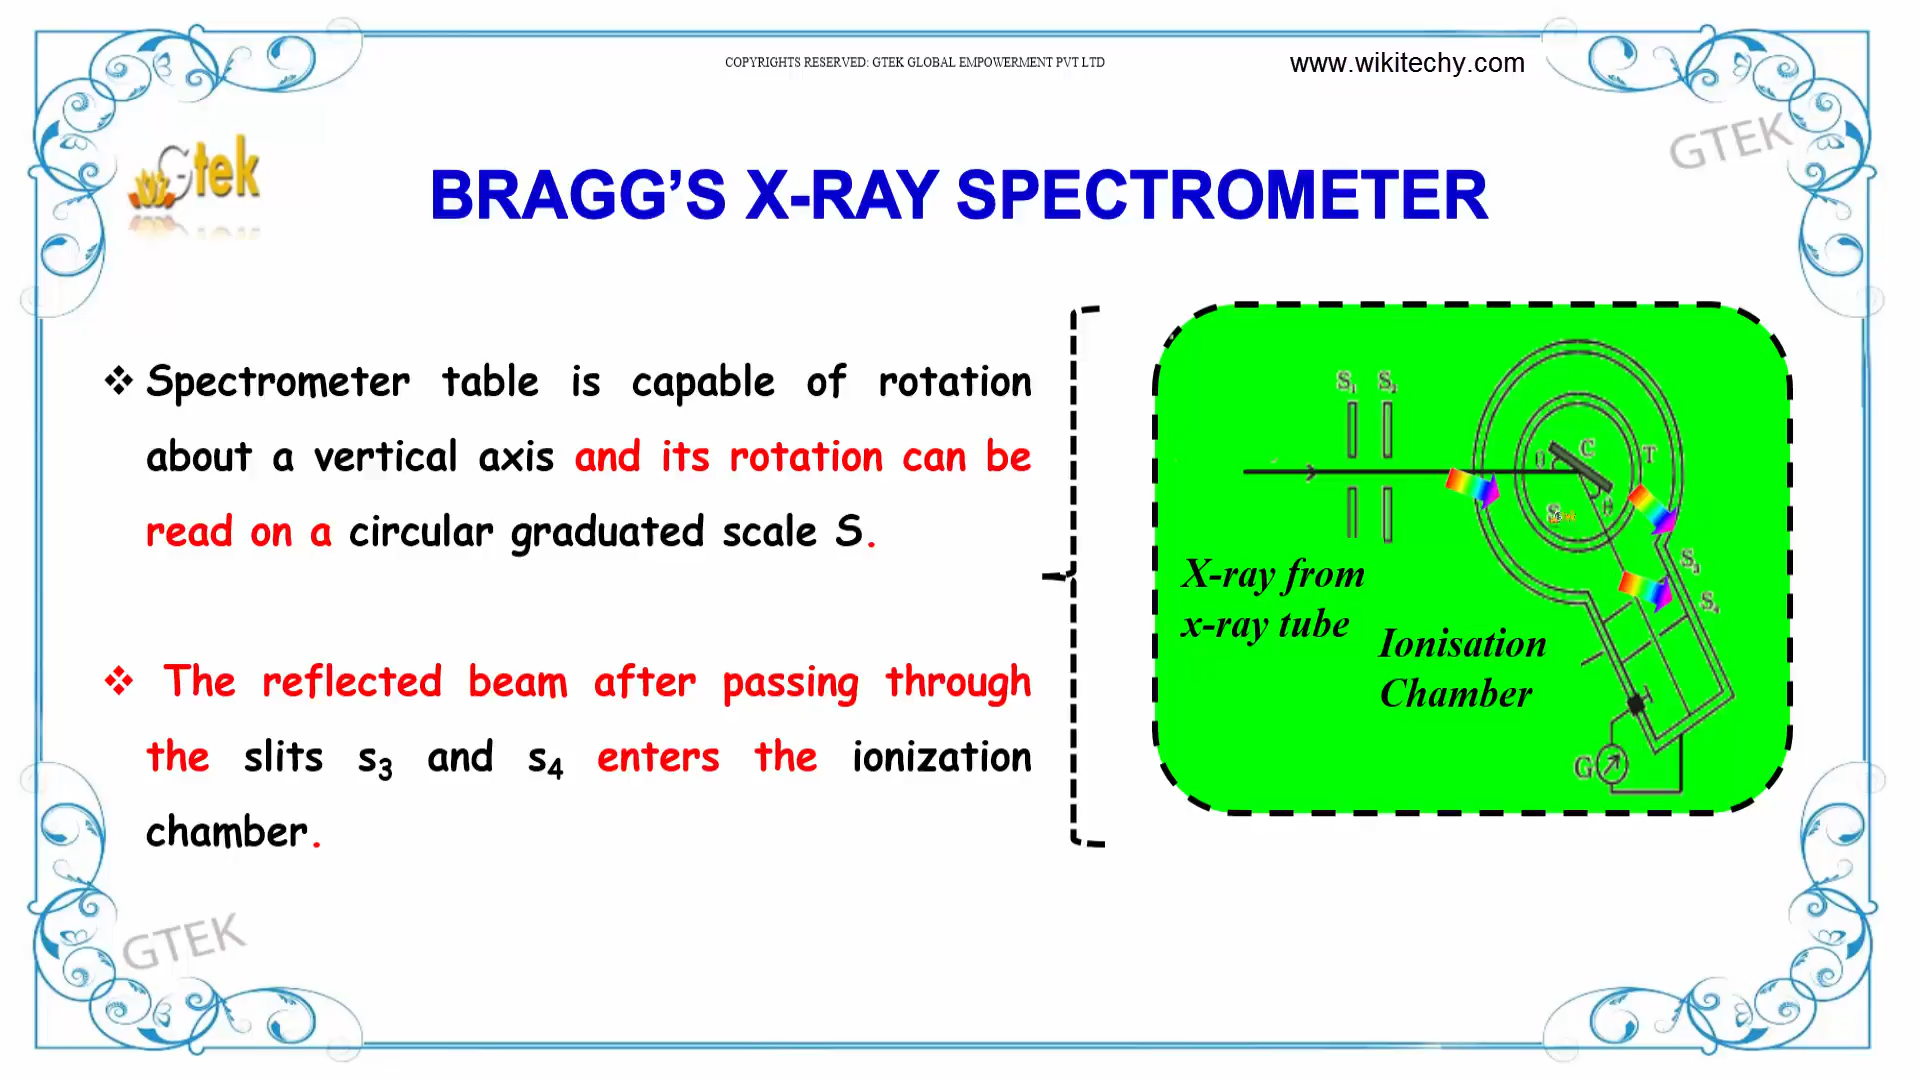 COPYRIGHTS RESERVED: GTEK GLOBAL EMPOWERMENT PVT LTD
www.wikitechy.com
GTEK
Gtek
BRAGG’S X-RAY SPECTROMETER
❖ Spectrometer table is capable of rotation
about a vertical axis and its rotation can be
read on a circular graduated scale S.
❖ The reflected beam after passing through
the slits s₃ and s₄ enters the ionization
chamber.
S₁ S₂
C
T
θ
S
S₃
S₄
X-ray from
x-ray tube
Ionisation
Chamber
G
GTEK